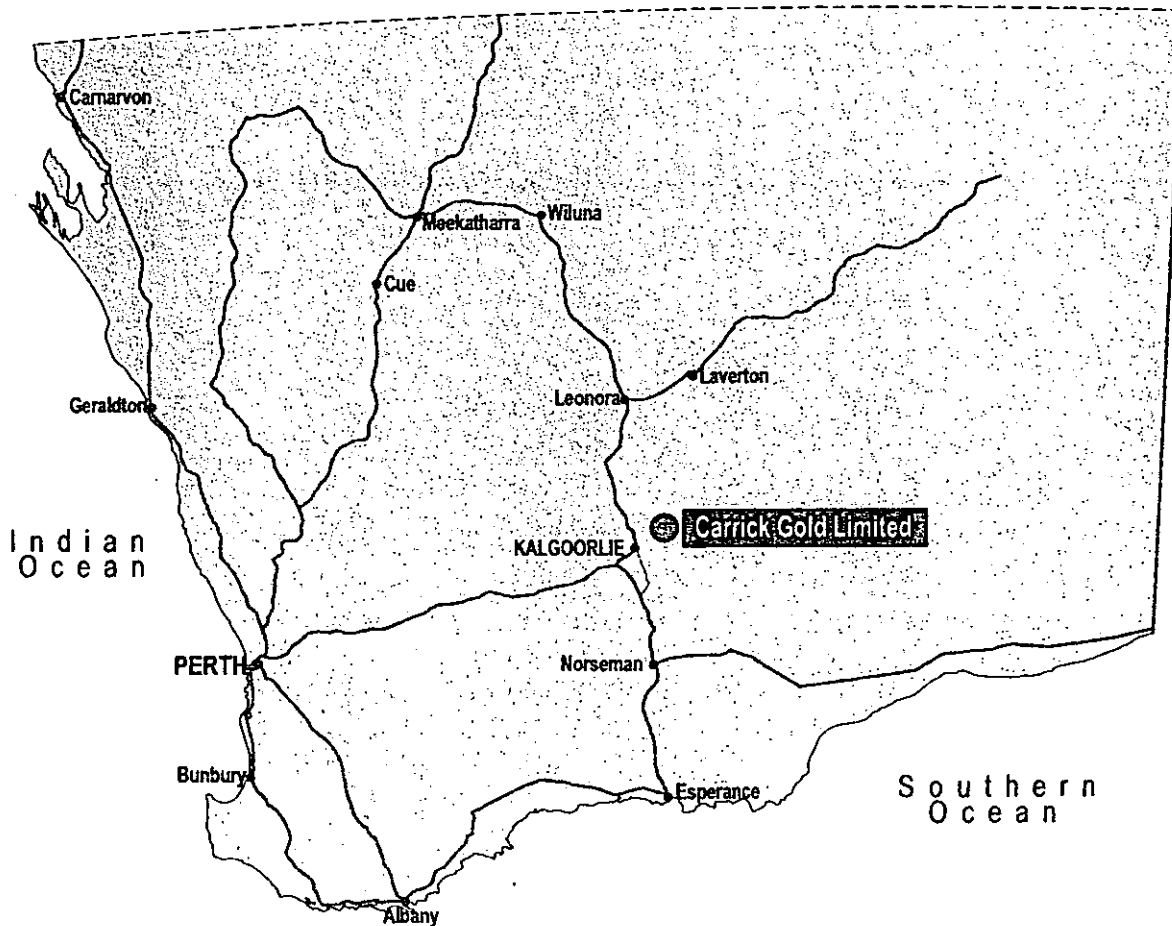 Carnarvon
Meekatharra
Wiluna
Cue
Laverton
Leonora
Geraldton
Carrick Gold Limited
Indian
Ocean
KALGOORLIE
PERTH
Norseman
Bunbury
Esperance
Southern
Ocean
Albany